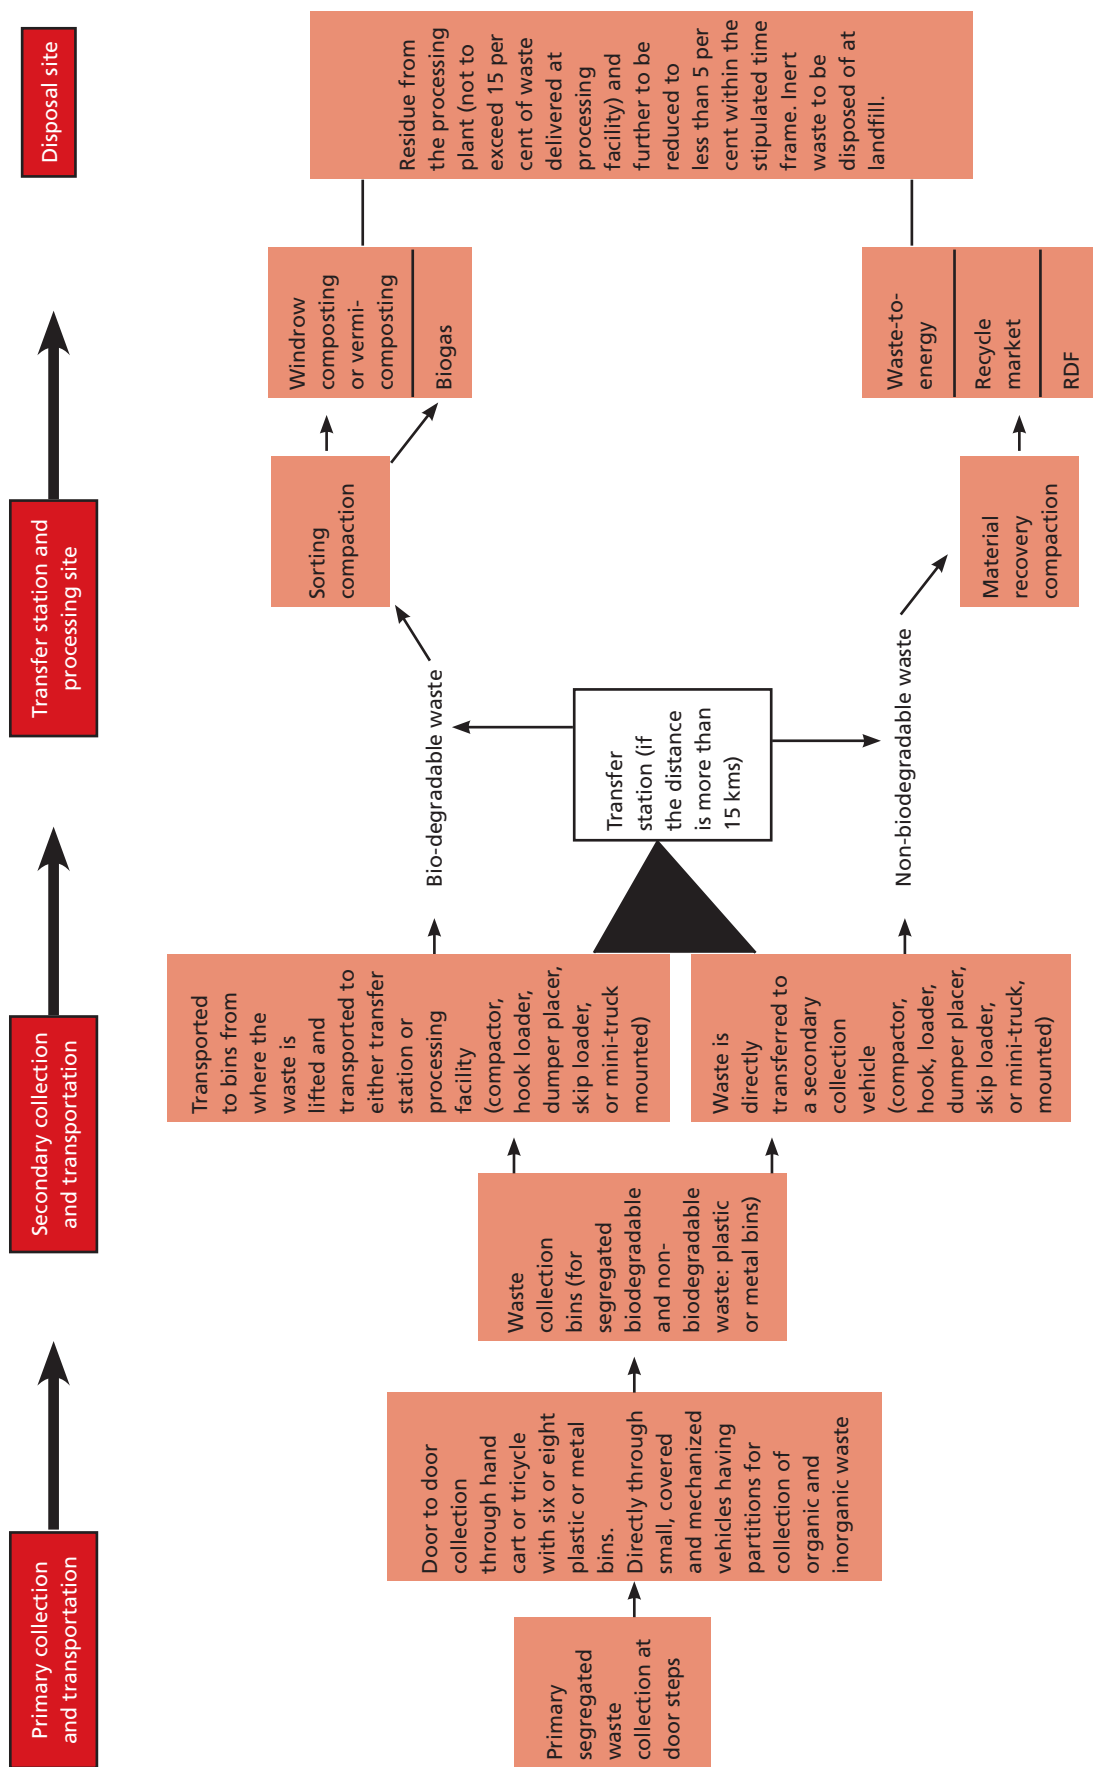 Primary collection
and transportation
Secondary collection
and transportation
Transfer station and
processing site
Disposal site
Primary
segregated
waste
collection at
door steps
Door to door
collection
through hand
cart or tricycle
with six or eight
plastic or metal
bins.
Directly through
small, covered
and mechanized
vehicles having
partitions for
collection of
organic and
inorganic waste
Waste
collection
bins (for
segregated
biodegradable
and non-
biodegradable
waste: plastic
or metal bins)
Transported
to bins from
where the
waste is
lifted and
transported to
either transfer
station or
processing
facility
(compactor,
hook loader,
dumper placer,
skip loader,
or mini-truck
mounted)
Waste is
directly
transferred to
a secondary
collection
vehicle
(compactor,
hook, loader,
dumper placer,
skip loader,
or mini-truck,
mounted)
Bio-degradable waste
Transfer
station (if
the distance
is more than
15 kms)
Non-biodegradable waste
Sorting
compaction
Material
recovery
compaction
Windrow
composting
or vermi-
composting
Biogas
Waste-to-
energy
Recycle
market
RDF
Residue from
the processing
plant (not to
exceed 15 per
cent of waste
delivered at
processing
facility) and
further to be
reduced to
less than 5 per
cent within the
stipulated time
frame. Inert
waste to be
disposed of at
landfill.